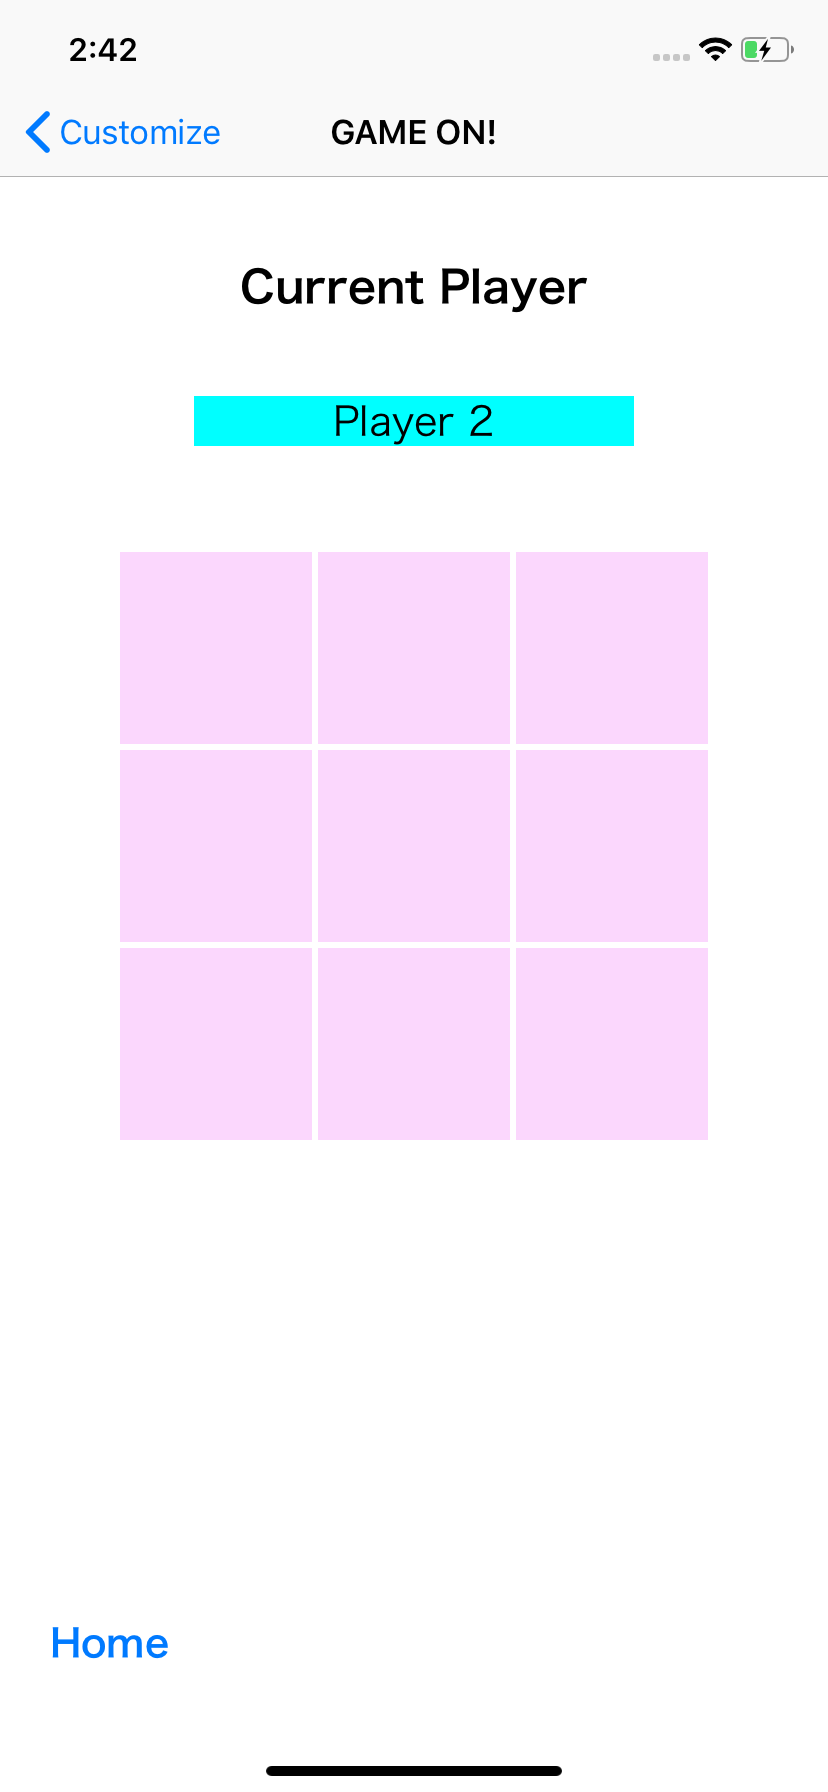 2:42
Customize
GAME ON!
Current Player
Player 2
Home